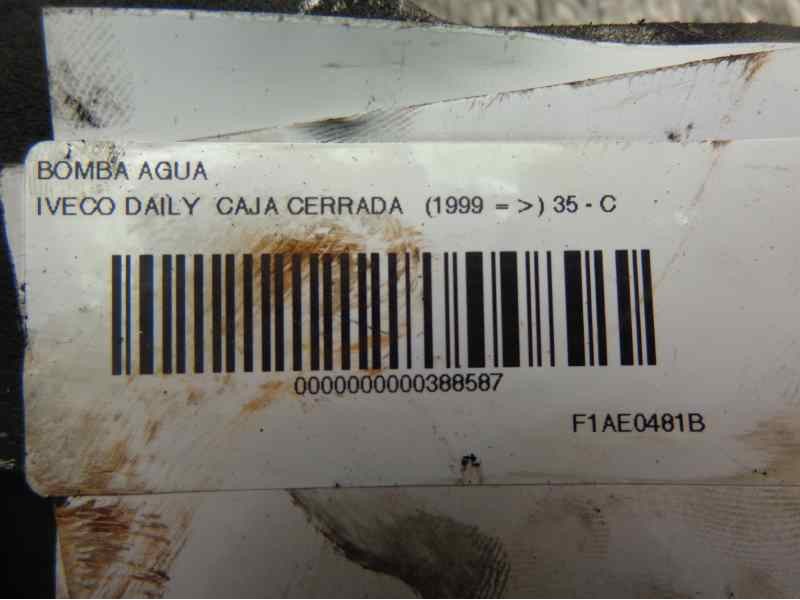 BOMBA AGUA
IVECO DAILY CAJA CERRADA (1999 = >) 35 - C
0000000000388587
F1AE0481B